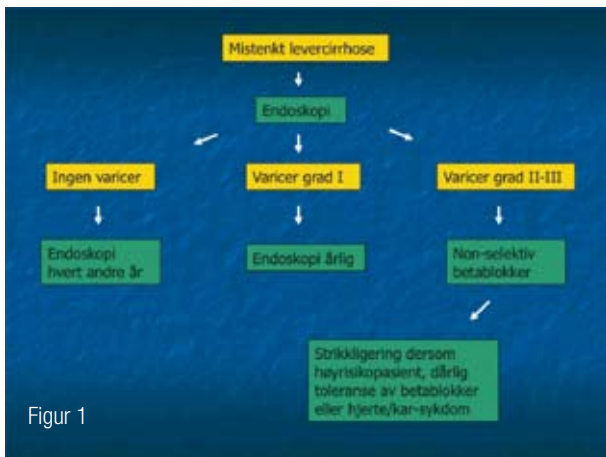 Mistenkt levercirrhose
Endoskopi
Ingen varicer
Varicer grad I
Varicer grad II-III
Endoskopi
hvert andre år
Endoskopi årlig
Non-selektiv
betablokker
Strikkligering dersom
høyrisikopasient, dårlig
toleranse av betablokker
eller hjerte/kar-sykdom
Figur 1